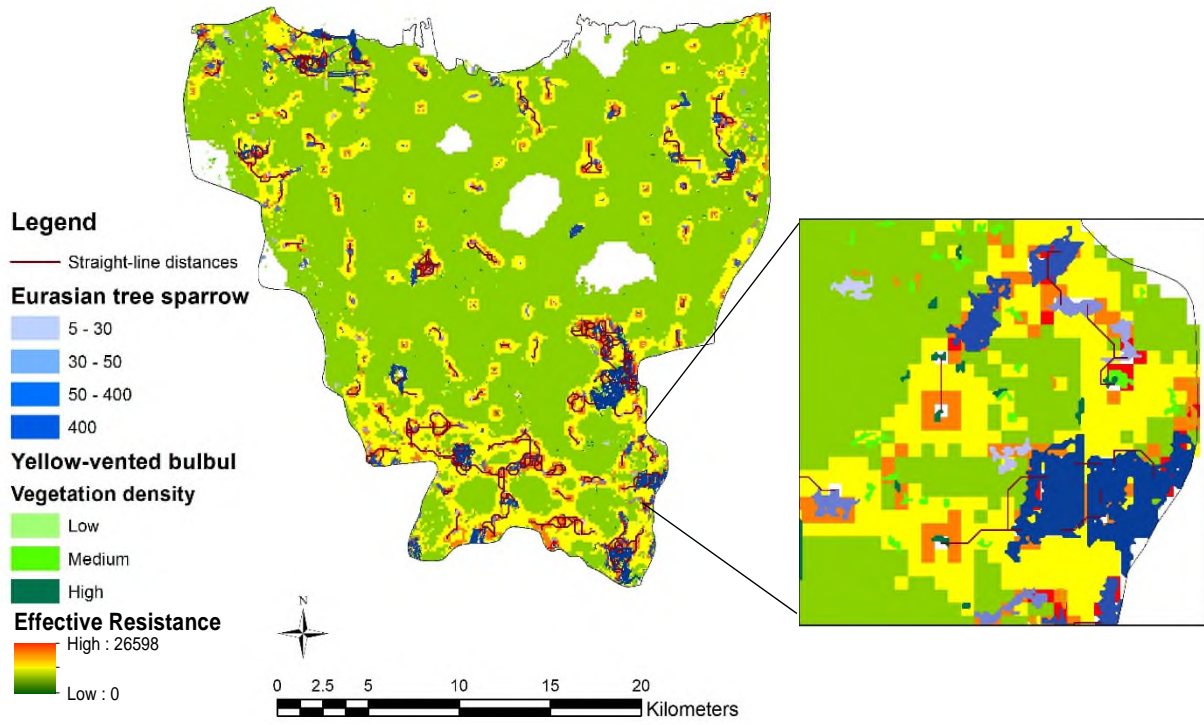 Legend
Straight-line distances
Eurasian tree sparrow
5 - 30
30 - 50
50 - 400
400
Yellow-vented bulbul
Vegetation density
Low
Medium
High
Effective Resistance
High : 26598
Low : 0
N
0 2.5 5 10 15 20
Kilometers